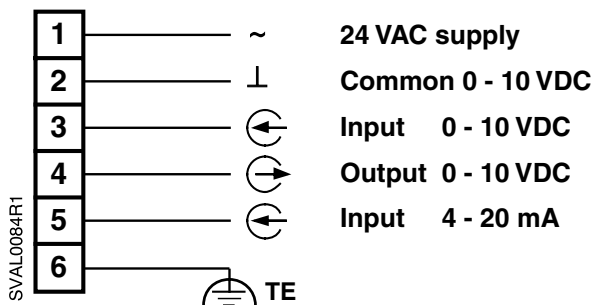 1 ~ 24 VAC supply
2 ⊥ Common 0 - 10 VDC
3 Input 0 - 10 VDC
4 Output 0 - 10 VDC
5 Input 4 - 20 mA
6 TE
SVAL0084R1